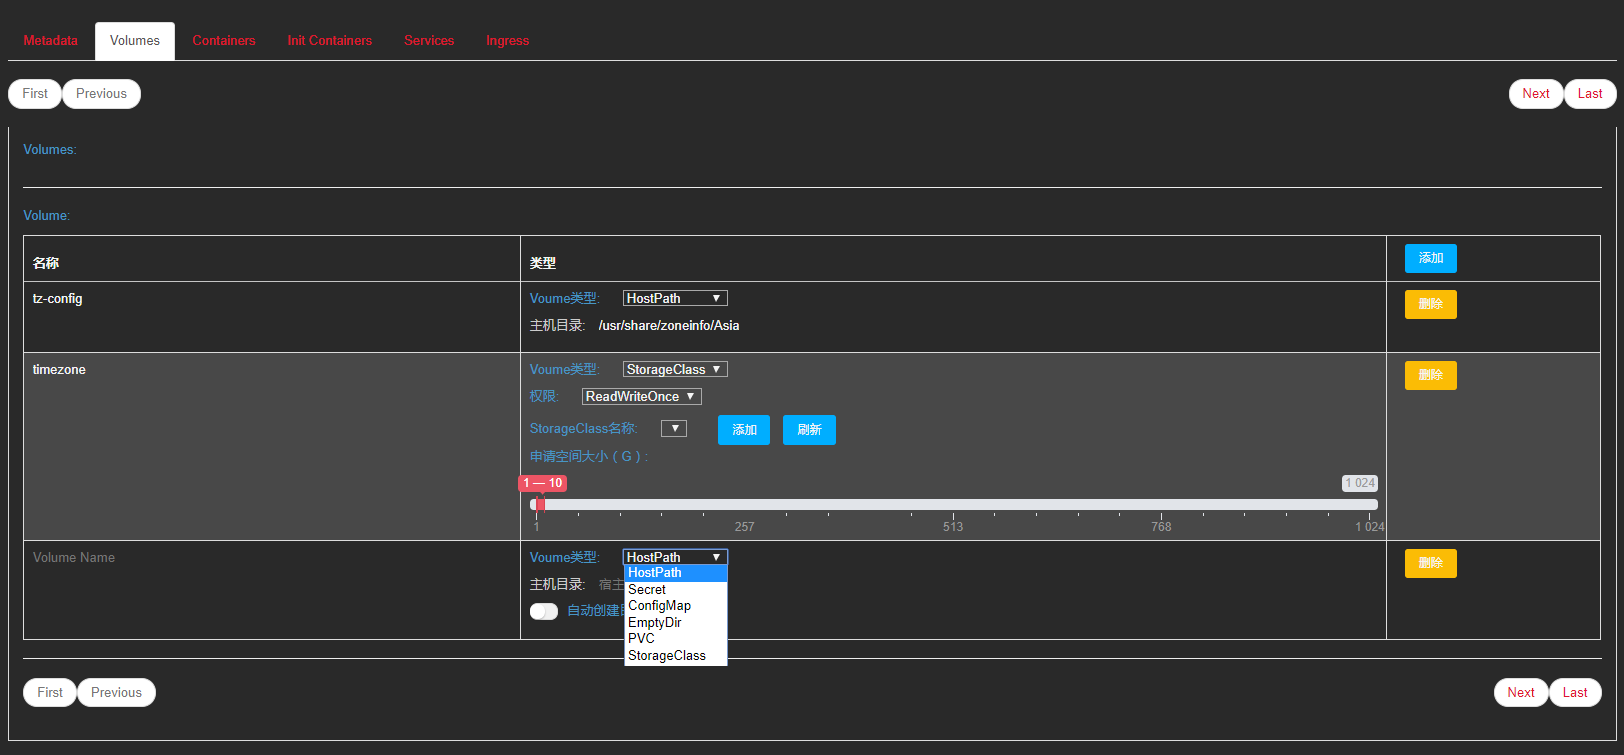 Metadata Volumes Containers Init Containers Services Ingress
First Previous Next Last
Volumes:
Volume:
名称 类型 添加
tz-config Voume类型: HostPath 删除
主机目录: /usr/share/zoneinfo/Asia
timezone Voume类型: StorageClass 删除
权限: ReadWriteOnce
StorageClass名称: 添加 刷新
申请空间大小（G）:
1 — 10 1 024
1 257 513 768 1 024
Volume Name Voume类型: HostPath 删除
HostPath
主机目录: 宿主
Secret
ConfigMap
自动创建
EmptyDir
PVC
StorageClass
First Previous Next Last